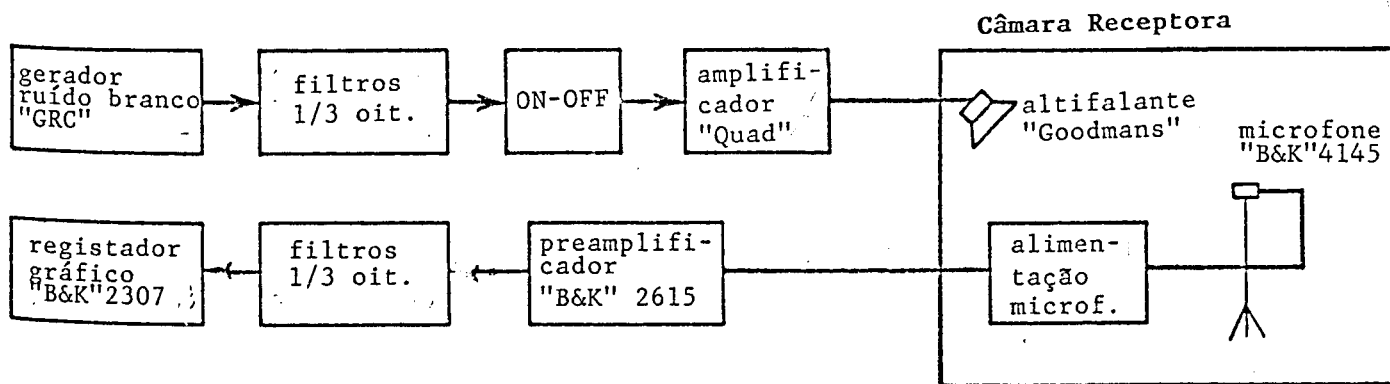 Câmara Receptora
gerador
ruído branco
"GRC"
filtros
1/3 oit.
ON-OFF
amplifi-
cador
"Quad"
altifalante
"Goodmans"
microfone
"B&K"4145
registador
gráfico
"B&K"2307
filtros
1/3 oit.
preamplifi-
cador
"B&K" 2615
alimen-
tação
microf.